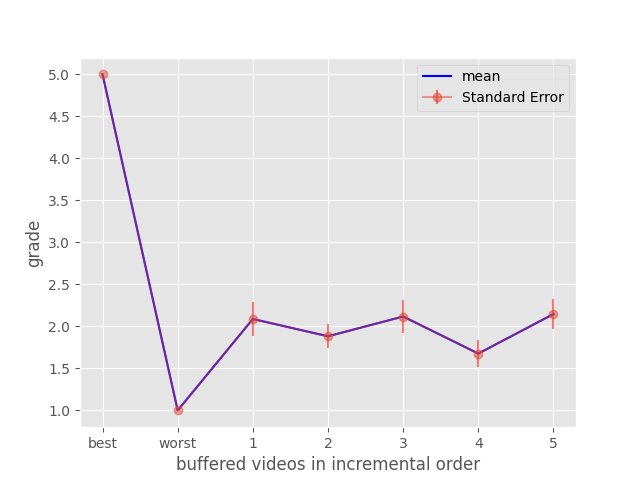 mean
Standard Error
5.0
4.5
4.0
3.5
3.0
2.5
2.0
1.5
1.0
grade
best worst 1 2 3 4 5
buffered videos in incremental order